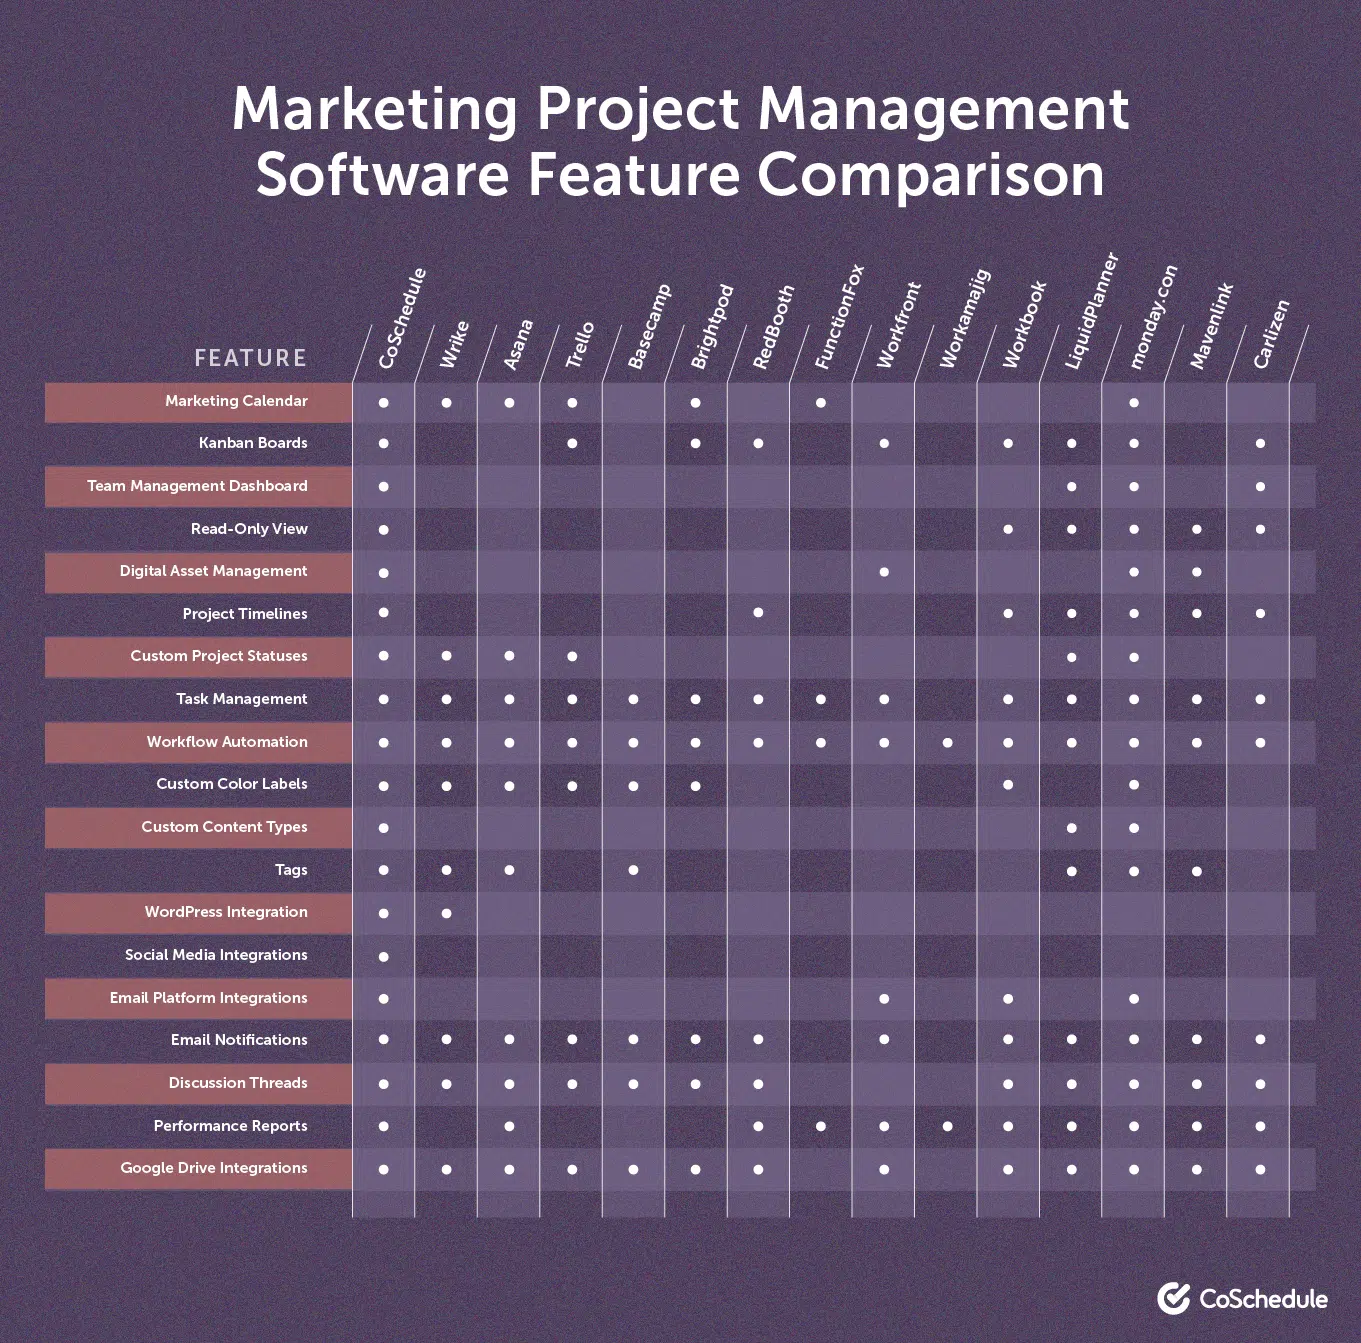 Marketing Project Management
Software Feature Comparison
FEATURE
CoSchedule
Wrike
Asana
Trello
Basecamp
Brightpod
RedBooth
FunctionFox
Workfront
Workamajig
Workbook
LiquidPlanner
monday.con
Mavenlink
Carlizen
Marketing Calendar
Kanban Boards
Team Management Dashboard
Read-Only View
Digital Asset Management
Project Timelines
Custom Project Statuses
Task Management
Workflow Automation
Custom Color Labels
Custom Content Types
Tags
WordPress Integration
Social Media Integrations
Email Platform Integrations
Email Notifications
Discussion Threads
Performance Reports
Google Drive Integrations
CoSchedule